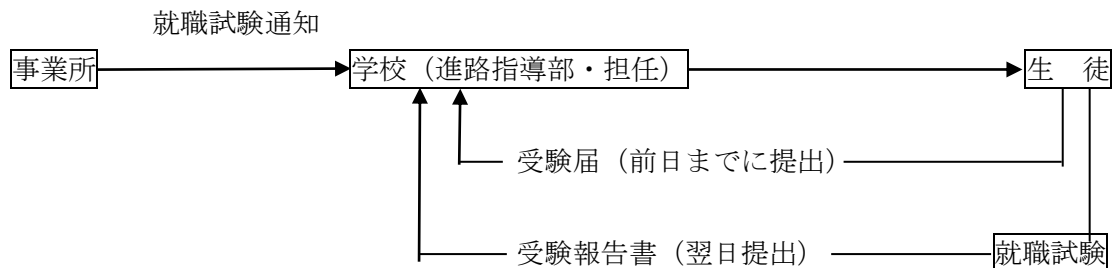 就職試験通知
事業所
学校（進路指導部・担任）
生　徒
受験届（前日までに提出）
受験報告書（翌日提出）
就職試験